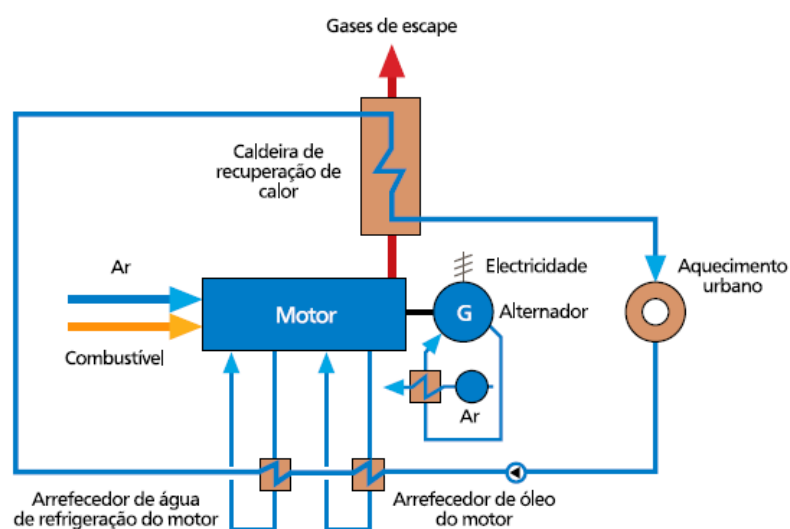 Gases de escape
Caldeira de
recuperação de
calor
Ar
Combustível
Motor
G
Electricidade
Alternador
Ar
Aquecimento
urbano
Arrefecedor de água
de refrigeração do motor
Arrefecedor de óleo
do motor